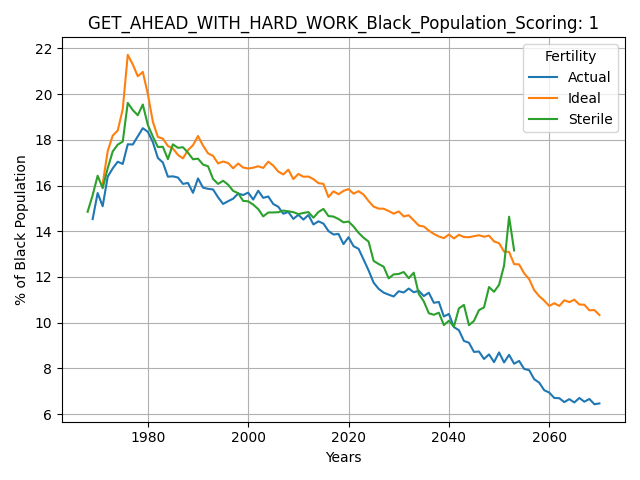 GET_AHEAD_WITH_HARD_WORK_Black_Population_Scoring: 1
Fertility
Actual
Ideal
Sterile
% of Black Population
22
20
18
16
14
12
10
8
6
1980
2000
2020
2040
2060
Years